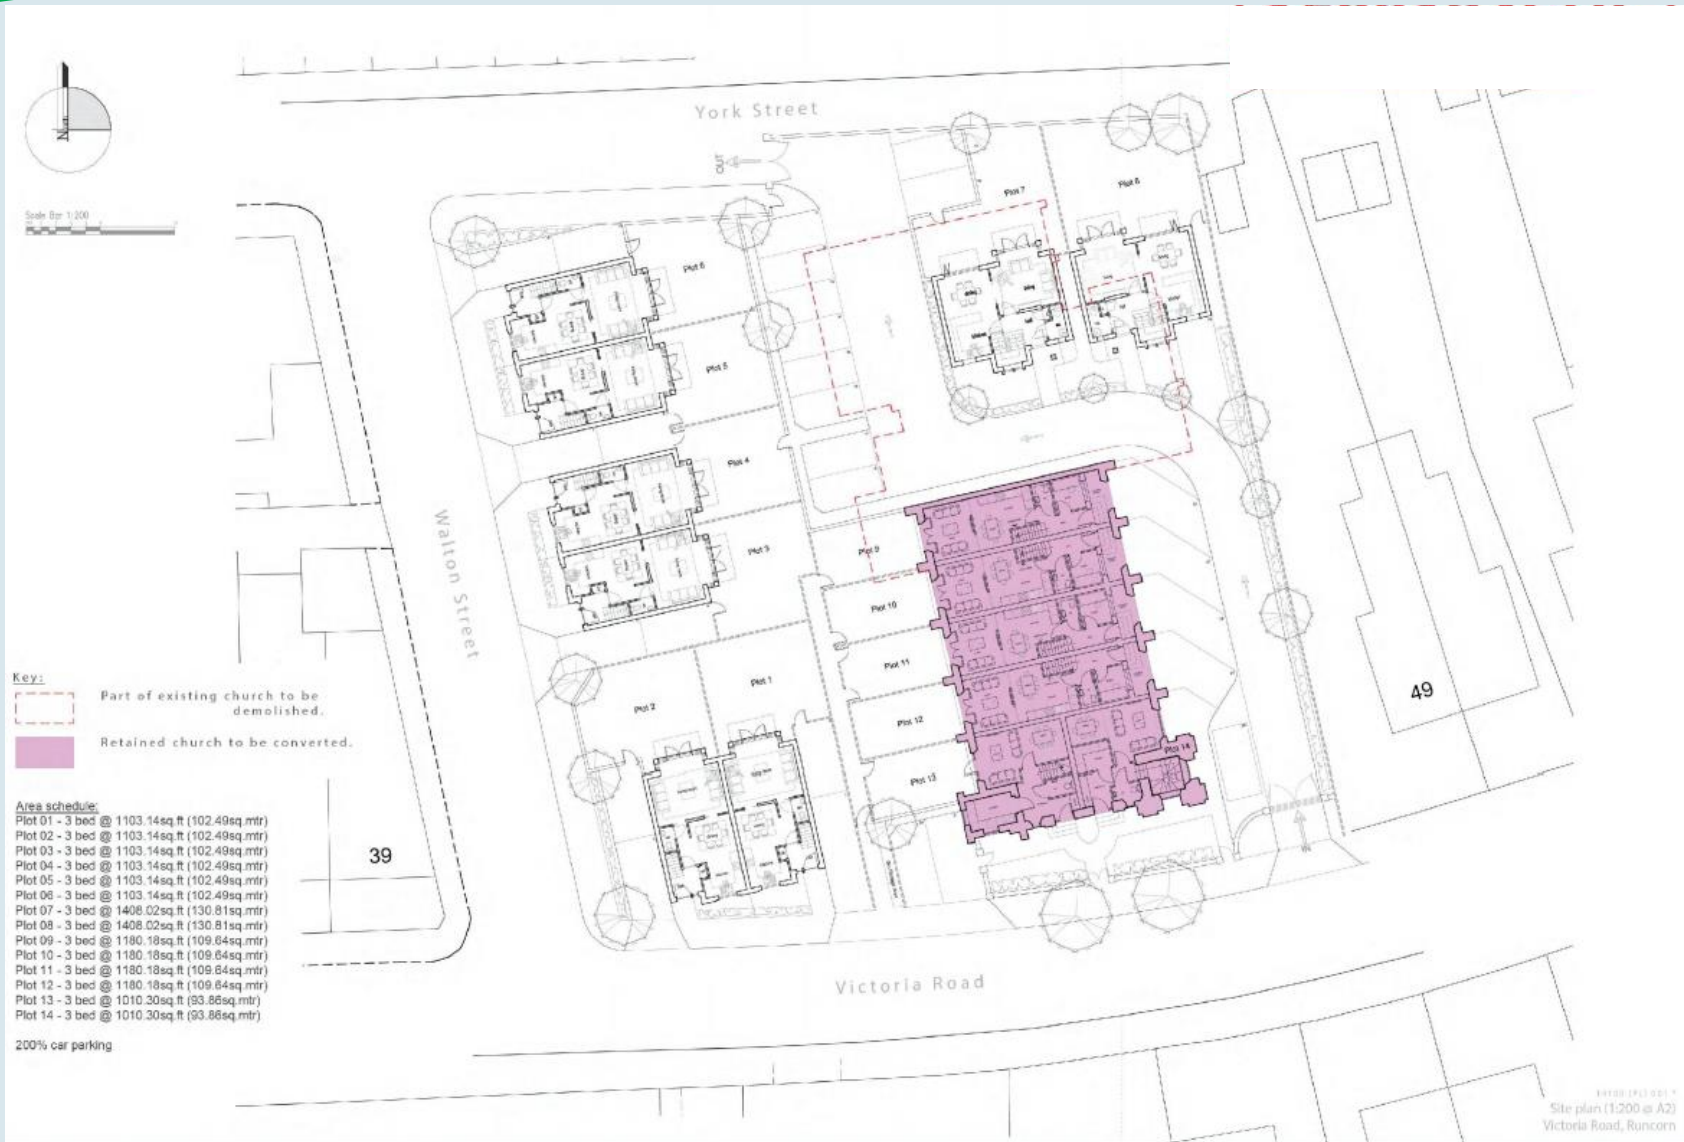 York Street
OUT
N
Scale Bar 1:200
Plot 7
Plot 8
Plot 6
Plot 5
Plot 4
Plot 3
Plot 9
Plot 10
Plot 11
Plot 12
Plot 13
Plot 14
Plot 1
Plot 2
Walton Street
49
39
IN
Victoria Road
Key:
Part of existing church to be
demolished.
Retained church to be converted.
Area schedule:
Plot 01 - 3 bed @ 1103.14sq.ft (102.49sq.mtr)
Plot 02 - 3 bed @ 1103.14sq.ft (102.49sq.mtr)
Plot 03 - 3 bed @ 1103.14sq.ft (102.49sq.mtr)
Plot 04 - 3 bed @ 1103.14sq.ft (102.49sq.mtr)
Plot 05 - 3 bed @ 1103.14sq.ft (102.49sq.mtr)
Plot 06 - 3 bed @ 1103.14sq.ft (102.49sq.mtr)
Plot 07 - 3 bed @ 1408.02sq.ft (130.81sq.mtr)
Plot 08 - 3 bed @ 1408.02sq.ft (130.81sq.mtr)
Plot 09 - 3 bed @ 1180.18sq.ft (109.64sq.mtr)
Plot 10 - 3 bed @ 1180.18sq.ft (109.64sq.mtr)
Plot 11 - 3 bed @ 1180.18sq.ft (109.64sq.mtr)
Plot 12 - 3 bed @ 1180.18sq.ft (109.64sq.mtr)
Plot 13 - 3 bed @ 1010.30sq.ft (93.86sq.mtr)
Plot 14 - 3 bed @ 1010.30sq.ft (93.86sq.mtr)
200% car parking
Site plan (1:200 @ A2)
Victoria Road, Runcorn